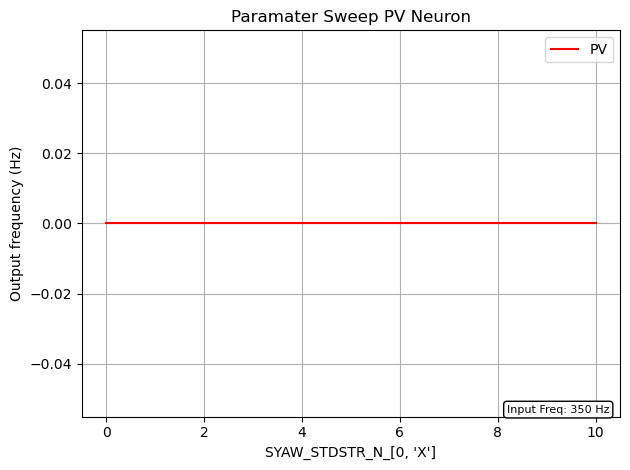 Paramater Sweep PV Neuron
PV
Output frequency (Hz)
0.04
0.02
0.00
−0.02
−0.04
Input Freq: 350 Hz
0 2 4 6 8 10
SYAW_STDSTR_N_[0, 'X']